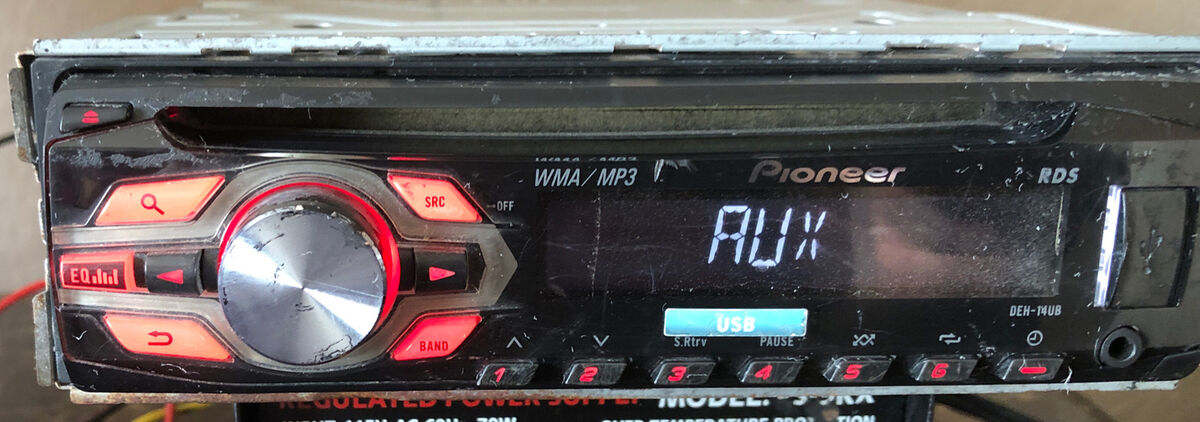 WMA/MP3
Pioneer
RDS
SRC
OFF
EQ
AUX
BAND
USB
DEH-14UB
S.Rtrv
PAUSE
1
2
3
4
5
6
REGULATED POWER SUPPLY
MODEL: